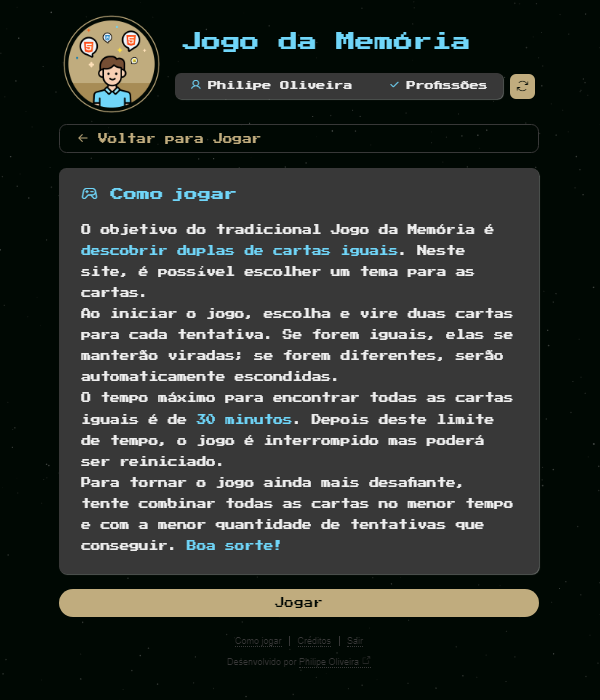 Jogo da Memória
Philipe Oliveira
Profissões
Voltar para Jogar
Como jogar
O objetivo do tradicional Jogo da Memória é
descobrir duplas de cartas iguais. Neste
site, é possível escolher um tema para as
cartas.
Ao iniciar o jogo, escolha e vire duas cartas
para cada tentativa. Se forem iguais, elas se
manterão viradas; se forem diferentes, serão
automaticamente escondidas.
O tempo máximo para encontrar todas as cartas
iguais é de 30 minutos. Depois deste limite
de tempo, o jogo é interrompido mas poderá
ser reiniciado.
Para tornar o jogo ainda mais desafiante,
tente combinar todas as cartas no menor tempo
e com a menor quantidade de tentativas que
conseguir. Boa sorte!
Jogar
Como jogar | Créditos | Sair
Desenvolvido por Philipe Oliveira